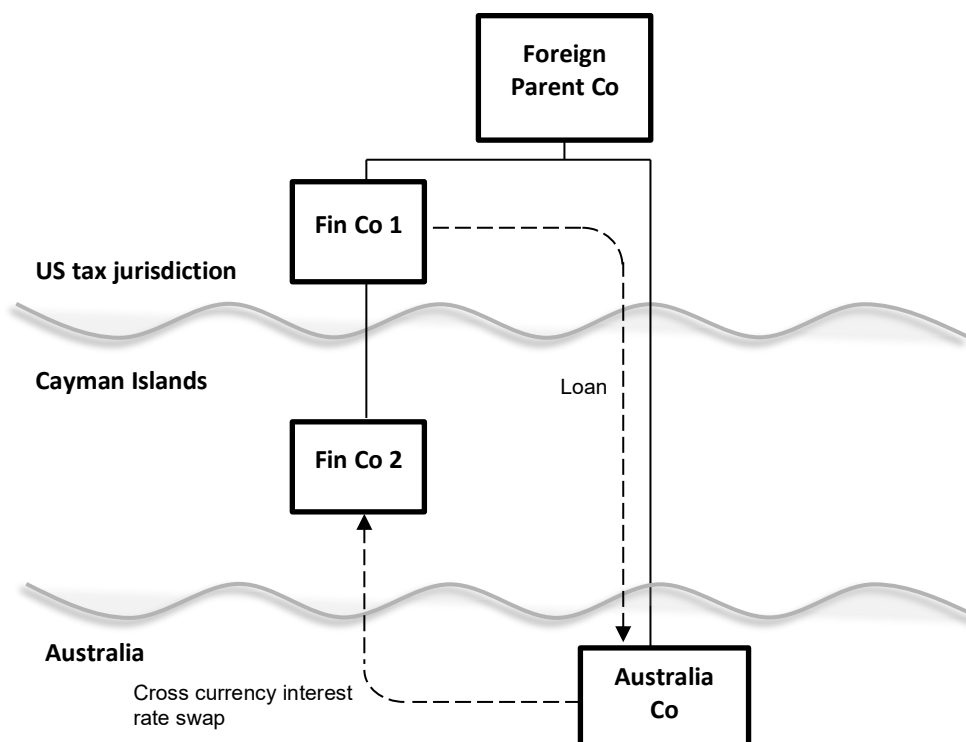 Foreign
Parent Co
Fin Co 1
US tax jurisdiction
Cayman Islands
Loan
Fin Co 2
Australia
Cross currency interest
rate swap
Australia
Co